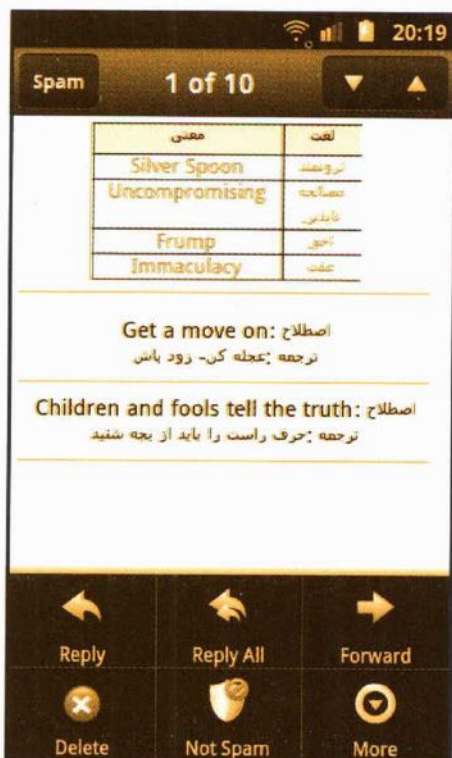 20:19
Spam 1 of 10
معنی لغت
Silver Spoon ثروتمند
Uncompromising مصالحه
ناپذیر
Frump
Immaculacy عفت
Get a move on: اصطلاح
ترجمه :عجله کن- زود باش
Children and fools tell the truth: اصطلاح
ترجمه :حرف راست را باید از بچه شنید
Reply Reply All Forward
Delete Not Spam More